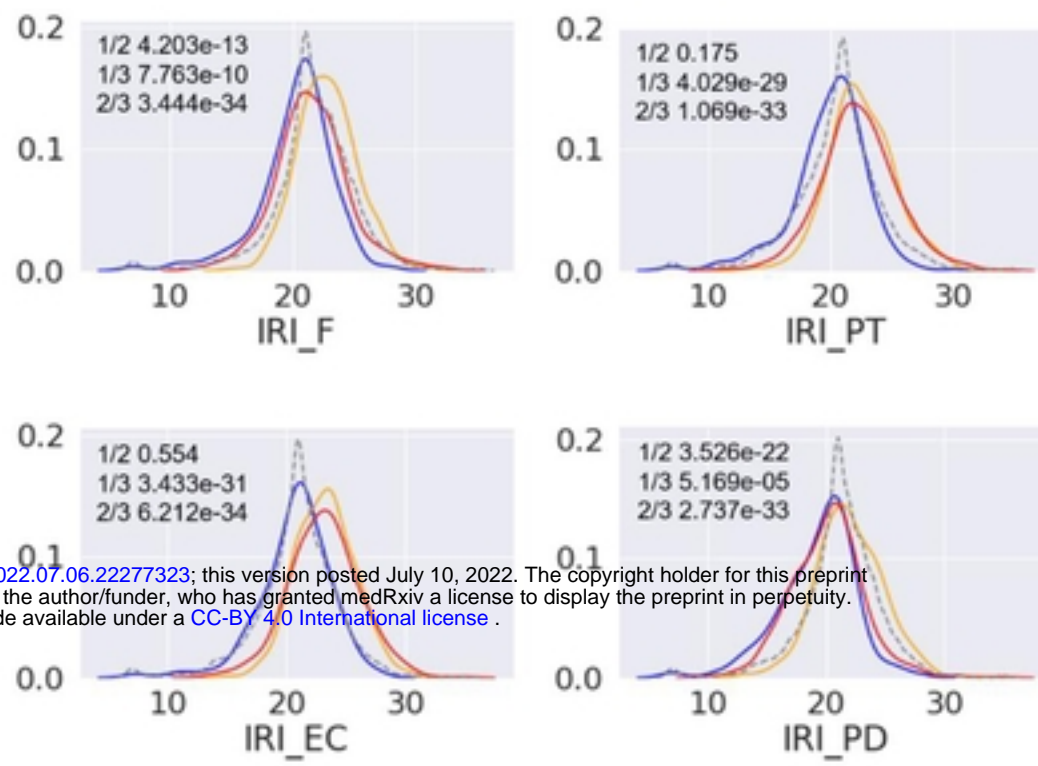 0.2
1/2 4.203e-13
1/3 7.763e-10
2/3 3.444e-34
0.1
0.0
10 20 30
IRI_F
0.2
1/2 0.175
1/3 4.029e-29
2/3 1.069e-33
0.1
0.0
10 20 30
IRI_PT
0.2
1/2 0.554
1/3 3.433e-31
2/3 6.212e-34
0.1
0.0
10 20 30
IRI_EC
0.2
1/2 3.526e-22
1/3 5.169e-05
2/3 2.737e-33
0.1
0.0
10 20 30
IRI_PD
022.07.06.22277323; this version posted July 10, 2022. The copyright holder for this preprint
the author/funder, who has granted medRxiv a license to display the preprint in perpetuity.
de available under a CC-BY 4.0 International license .